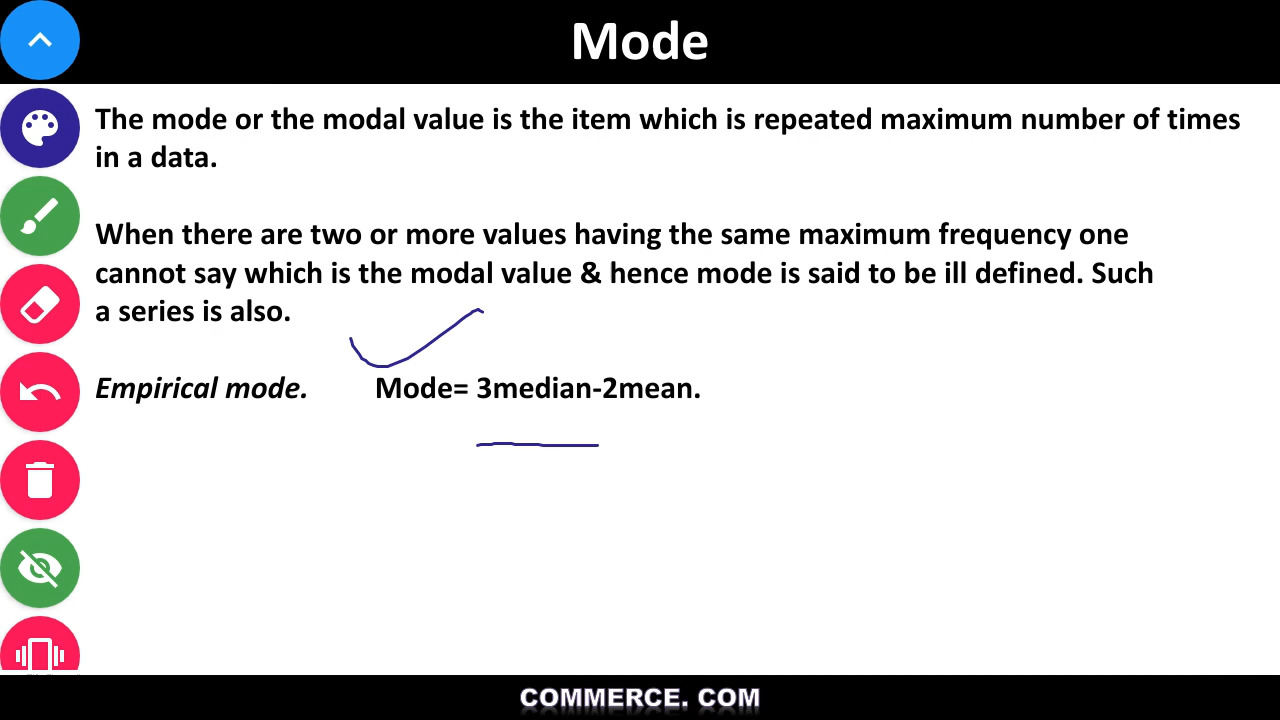 Mode
The mode or the modal value is the item which is repeated maximum number of times
in a data.
When there are two or more values having the same maximum frequency one
cannot say which is the modal value & hence mode is said to be ill defined. Such
a series is also.
Empirical mode. Mode= 3median-2mean.
COMMERCE. COM